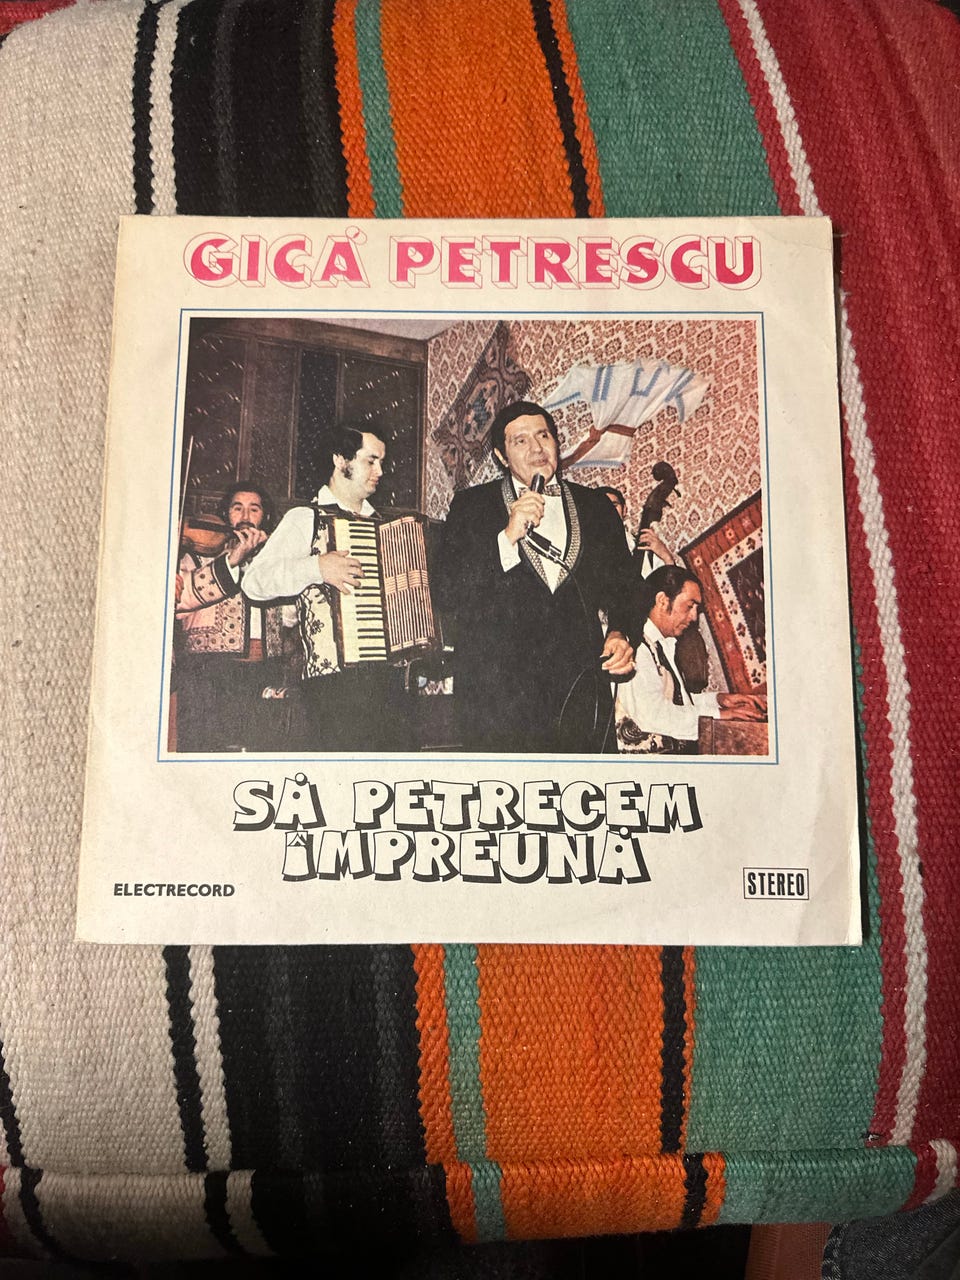 GICĂ PETRESCU
SĂ PETRECEM
ÎMPREUNĂ
ELECTRECORD
STEREO